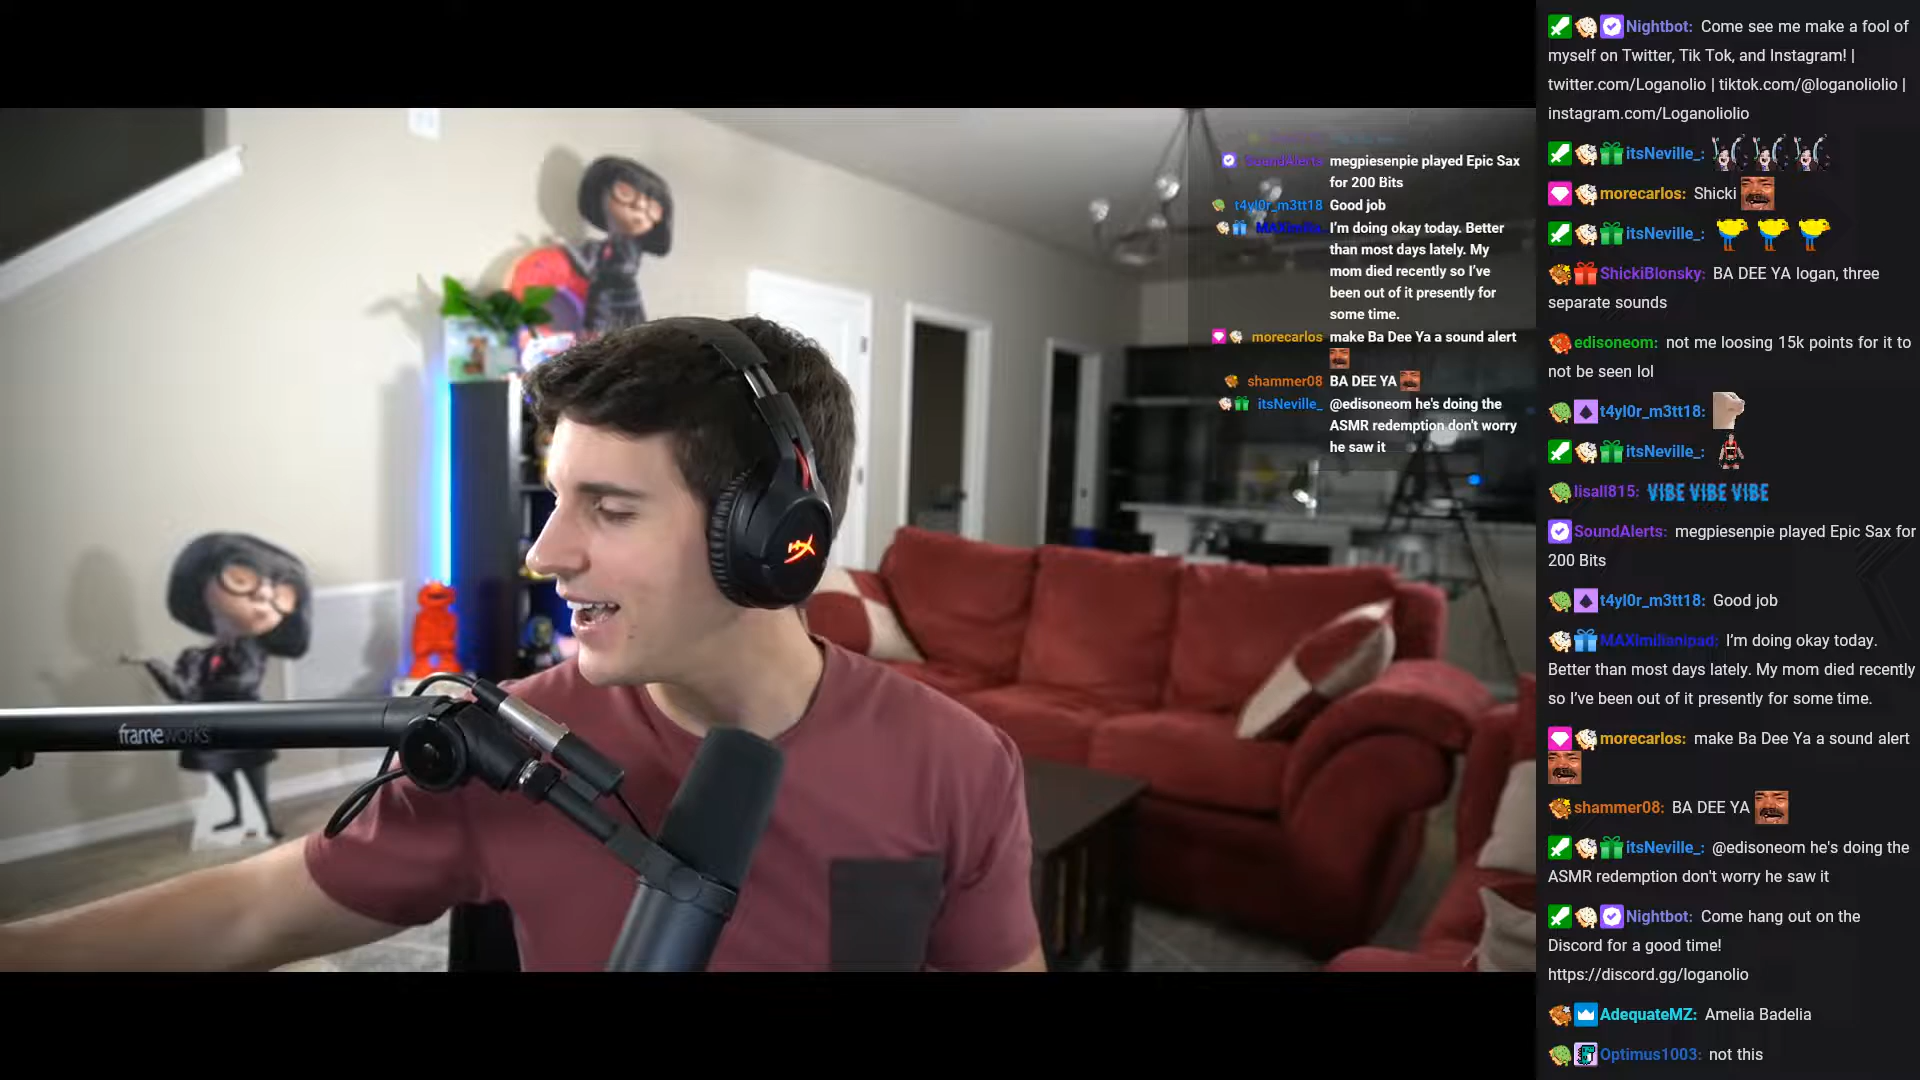 frameworks
SoundAlerts megpiesenpie played Epic Sax
for 200 Bits
t4yl0r_m3tt18 Good job
I'm doing okay today. Better
than most days lately. My
mom died recently so I've
been out of it presently for
some time.
morecarlos make Ba Dee Ya a sound alert
shammer08 BA DEE YA
itsNeville_ @edisoneom he's doing the
ASMR redemption don't worry
he saw it
Nightbot: Come see me make a fool of
myself on Twitter, Tik Tok, and Instagram! |
twitter.com/Loganolio | tiktok.com/@loganoliolio |
instagram.com/Loganoliolio
itsNeville_:
morecarlos: Shicki
itsNeville_:
ShickiBlonsky: BA DEE YA logan, three
separate sounds
edisoneom: not me loosing 15k points for it to
not be seen lol
t4yl0r_m3tt18:
itsNeville_:
lisall815: VIBE VIBE VIBE
SoundAlerts: megpiesenpie played Epic Sax for
200 Bits
t4yl0r_m3tt18: Good job
MAXImilianipad: I'm doing okay today.
Better than most days lately. My mom died recently
so I've been out of it presently for some time.
morecarlos: make Ba Dee Ya a sound alert
shammer08: BA DEE YA
itsNeville_: @edisoneom he's doing the
ASMR redemption don't worry he saw it
Nightbot: Come hang out on the
Discord for a good time!
https://discord.gg/loganolio
AdequateMZ: Amelia Badelia
Optimus1003: not this